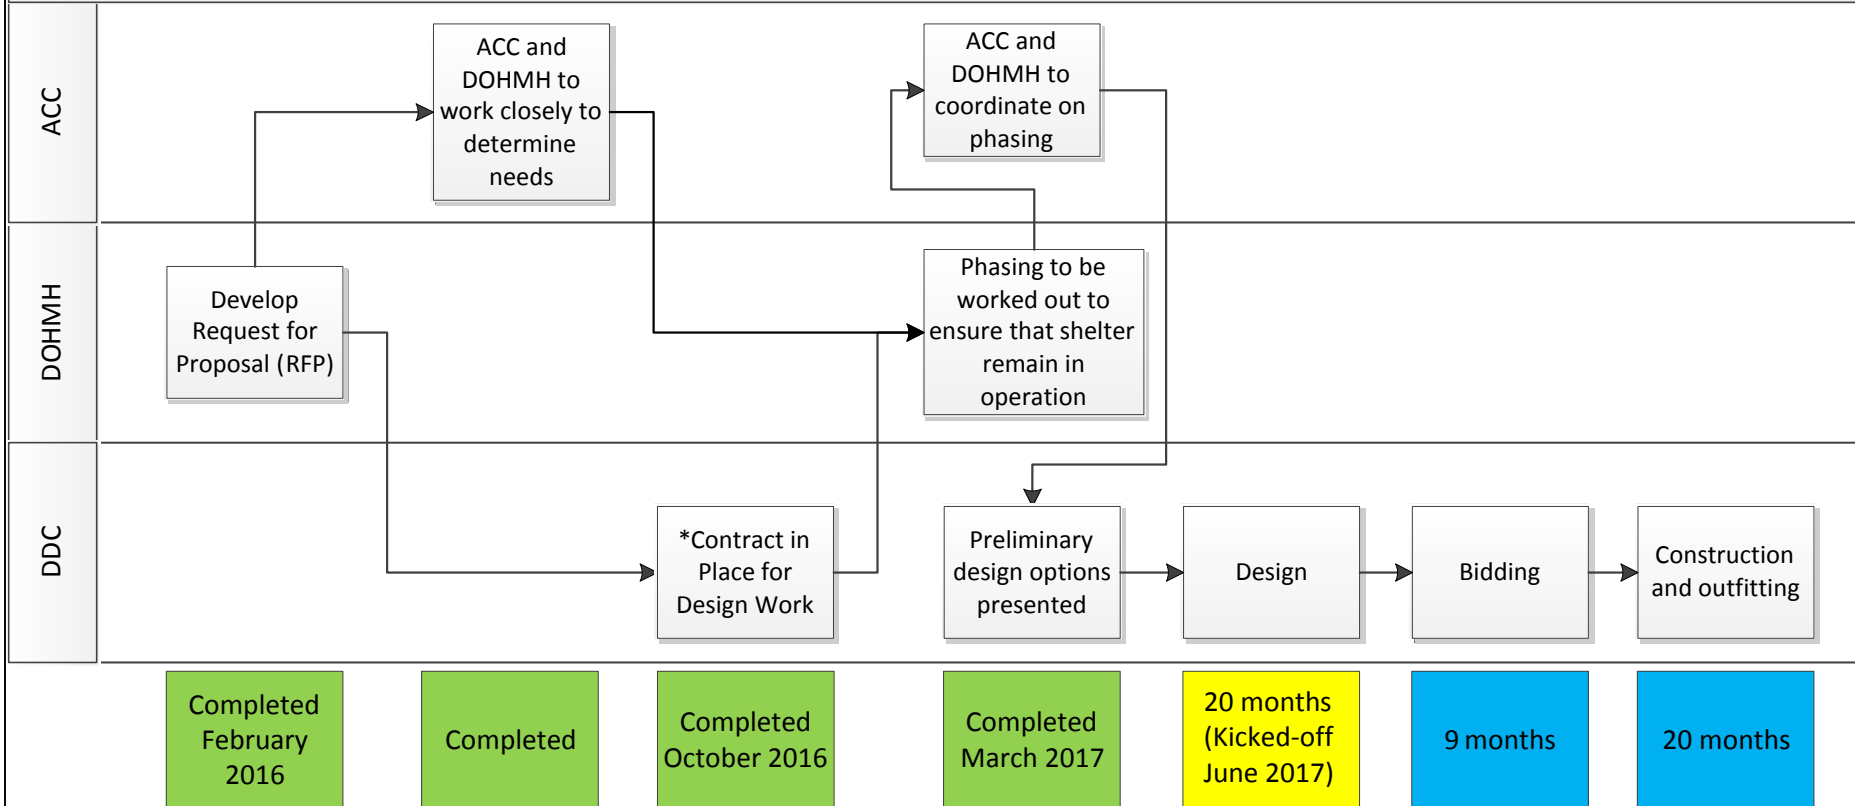 ACC
ACC and
DOHMH to
work closely to
determine
needs
ACC and
DOHMH to
coordinate on
phasing
DOHMH
Develop
Request for
Proposal (RFP)
Phasing to be
worked out to
ensure that shelter
remain in
operation
DDC
*Contract in
Place for
Design Work
Preliminary
design options
presented
Design
Bidding
Construction
and outfitting
Completed
February
2016
Completed
Completed
October 2016
Completed
March 2017
20 months
(Kicked-off
June 2017)
9 months
20 months